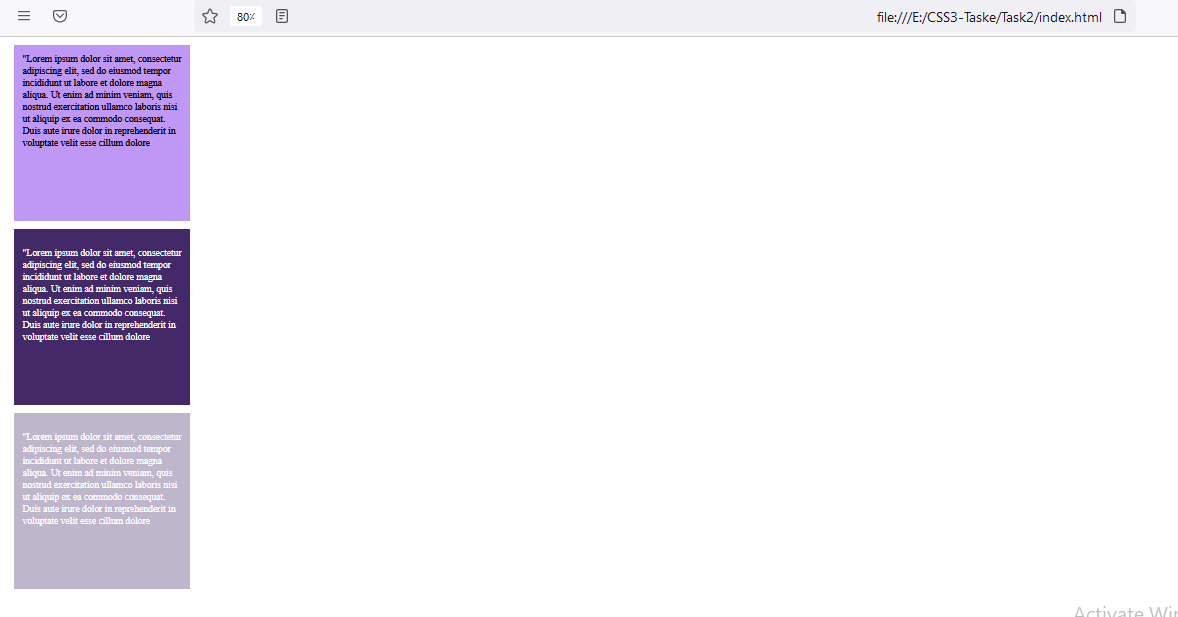 80%
file:///E:/CSS3-Taske/Task2/index.html
"Lorem ipsum dolor sit amet, consectetur
adipiscing elit, sed do eiusmod tempor
incididunt ut labore et dolore magna
aliqua. Ut enim ad minim veniam, quis
nostrud exercitation ullamco laboris nisi
ut aliquip ex ea commodo consequat.
Duis aute irure dolor in reprehenderit in
voluptate velit esse cillum dolore
"Lorem ipsum dolor sit amet, consectetur
adipiscing elit, sed do eiusmod tempor
incididunt ut labore et dolore magna
aliqua. Ut enim ad minim veniam, quis
nostrud exercitation ullamco laboris nisi
ut aliquip ex ea commodo consequat.
Duis aute irure dolor in reprehenderit in
voluptate velit esse cillum dolore
"Lorem ipsum dolor sit amet, consectetur
adipiscing elit, sed do eiusmod tempor
incididunt ut labore et dolore magna
aliqua. Ut enim ad minim veniam, quis
nostrud exercitation ullamco laboris nisi
ut aliquip ex ea commodo consequat.
Duis aute irure dolor in reprehenderit in
voluptate velit esse cillum dolore
Activate Win